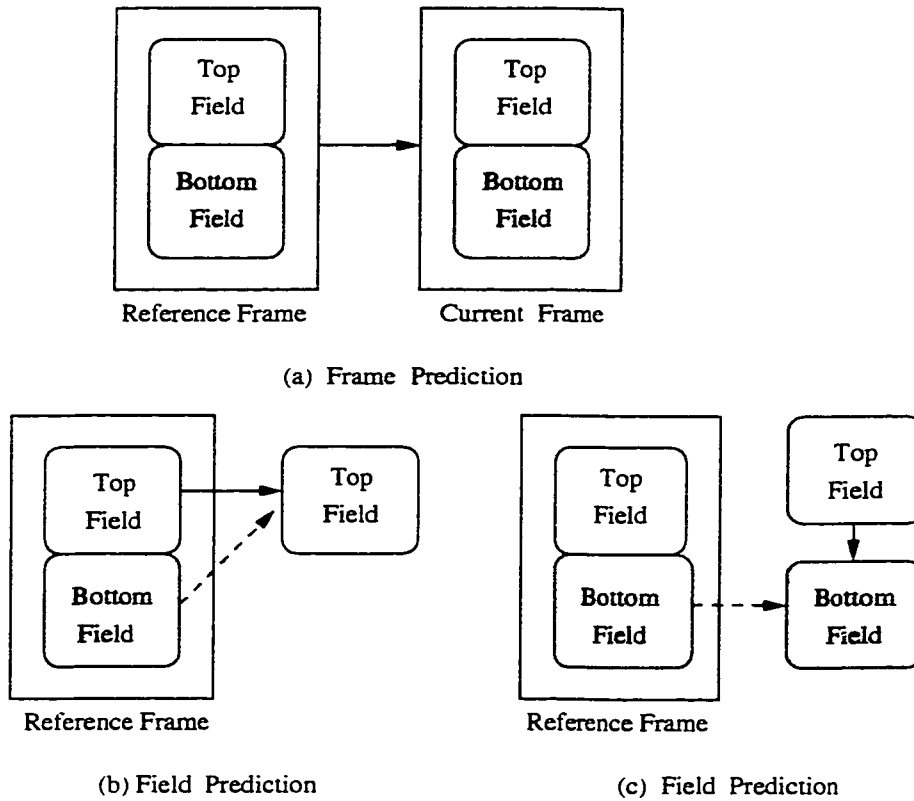 Top
Field
Bottom
Field
Reference Frame
Top
Field
Bottom
Field
Current Frame
(a) Frame Prediction
Top
Field
Bottom
Field
Reference Frame
Top
Field
(b) Field Prediction
Top
Field
Bottom
Field
Reference Frame
Top
Field
Bottom
Field
(c) Field Prediction